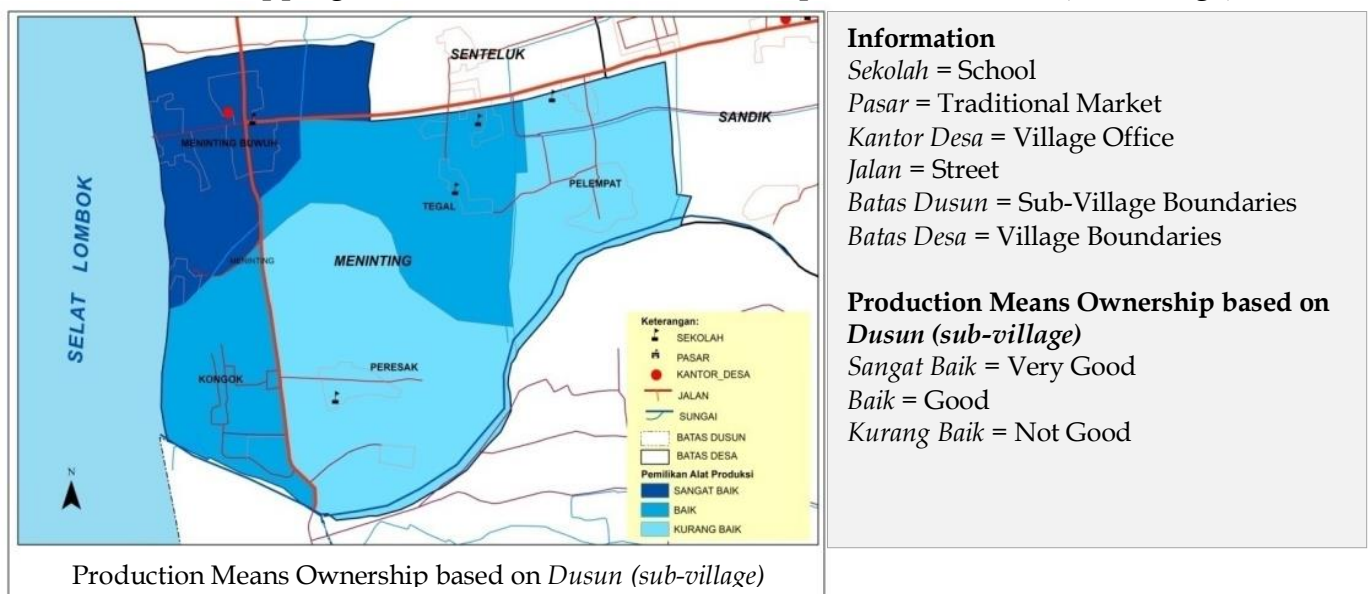 SENTELUK
SANDIK
MENINTING BUWUH
PELEMPAT
TEGAL
MENINTING
MENINTING
SELAT LOMBOK
KONGOK
PERESAK
N
Keterangan:
SEKOLAH
PASAR
KANTOR_DESA
JALAN
SUNGAI
BATAS DUSUN
BATAS DESA
Pemilikan Alat Produksi
SANGAT BAIK
BAIK
KURANG BAIK
Production Means Ownership based on Dusun (sub-village)
Information
Sekolah = School
Pasar = Traditional Market
Kantor Desa = Village Office
Jalan = Street
Batas Dusun = Sub-Village Boundaries
Batas Desa = Village Boundaries
Production Means Ownership based on
Dusun (sub-village)
Sangat Baik = Very Good
Baik = Good
Kurang Baik = Not Good